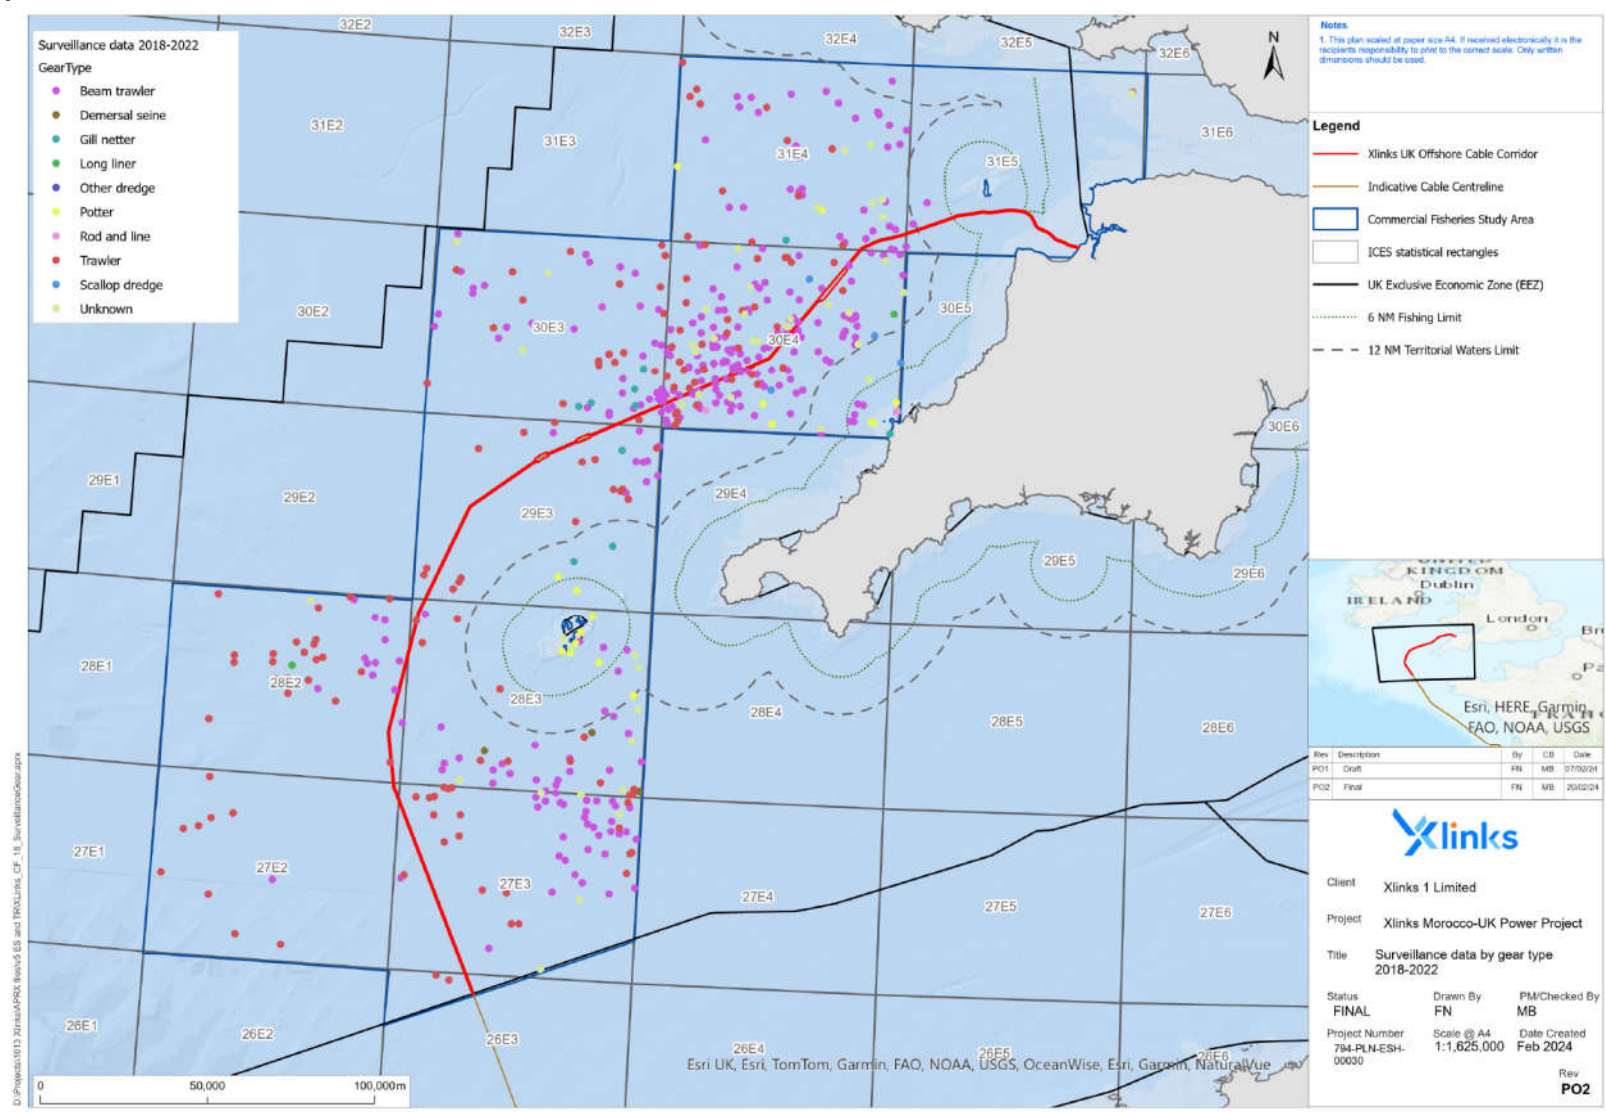 Surveillance data 2018-2022
GearType
Beam trawler
Demersal seine
Gill netter
Long liner
Other dredge
Potter
Rod and line
Trawler
Scallop dredge
Unknown
32E2
32E3
32E4
32E5
32E6
31E2
31E3
31E4
31E5
31E6
30E2
30E3
30E4
30E5
30E6
29E1
29E2
29E3
29E4
29E5
29E6
28E1
28E2
28E3
28E4
28E5
28E6
27E1
27E2
27E3
27E4
27E5
27E6
26E1
26E2
26E3
26E4
26E5
26E6
N
0 50,000 100,000m
Esri UK, Esri, TomTom, Garmin, FAO, NOAA, USGS, OceanWise, Esri, Garmin, NaturalVue
Notes
1. This plan scaled at paper size A4. If received electronically it is the
recipients responsibility to print to the correct scale. Only written
dimensions should be used.
Legend
Xlinks UK Offshore Cable Corridor
Indicative Cable Centreline
Commercial Fisheries Study Area
ICES statistical rectangles
UK Exclusive Economic Zone (EEZ)
6 NM Fishing Limit
12 NM Territorial Waters Limit
KINGDOM
Dublin
IRELAND
London
Esri, HERE, Garmin,
FAO, NOAA, USGS
Rev Description By CB Date
PO1 Draft FN MB 07/02/24
PO2 Final FN MB 20/02/24
Xlinks
Client Xlinks 1 Limited
Project Xlinks Morocco-UK Power Project
Title Surveillance data by gear type
2018-2022
Status Drawn By PM/Checked By
FINAL FN MB
Project Number Scale @ A4 Date Created
794-PLN-ESH-
00030 1:1,625,000 Feb 2024
Rev
PO2